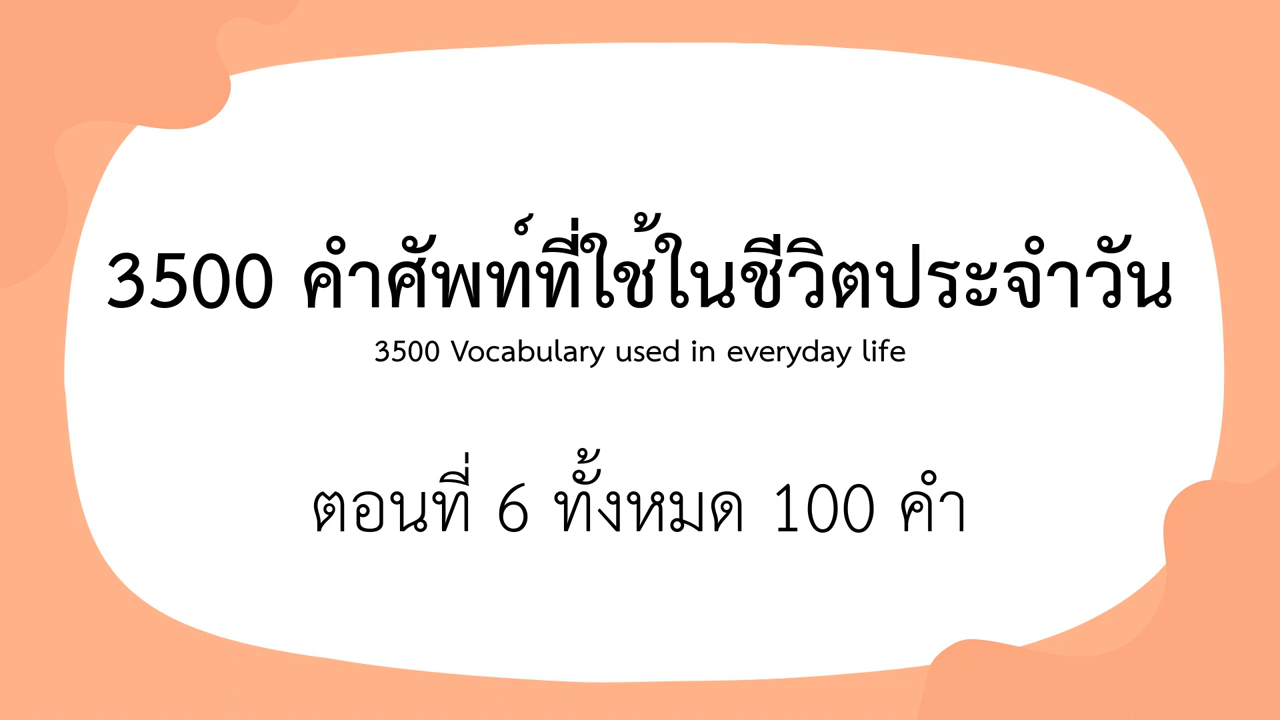 3500 คำศัพท์ที่ใช้ในชีวิตประจำวัน
3500 Vocabulary used in everyday life
ตอนที่ 6 ทั้งหมด 100 คำ